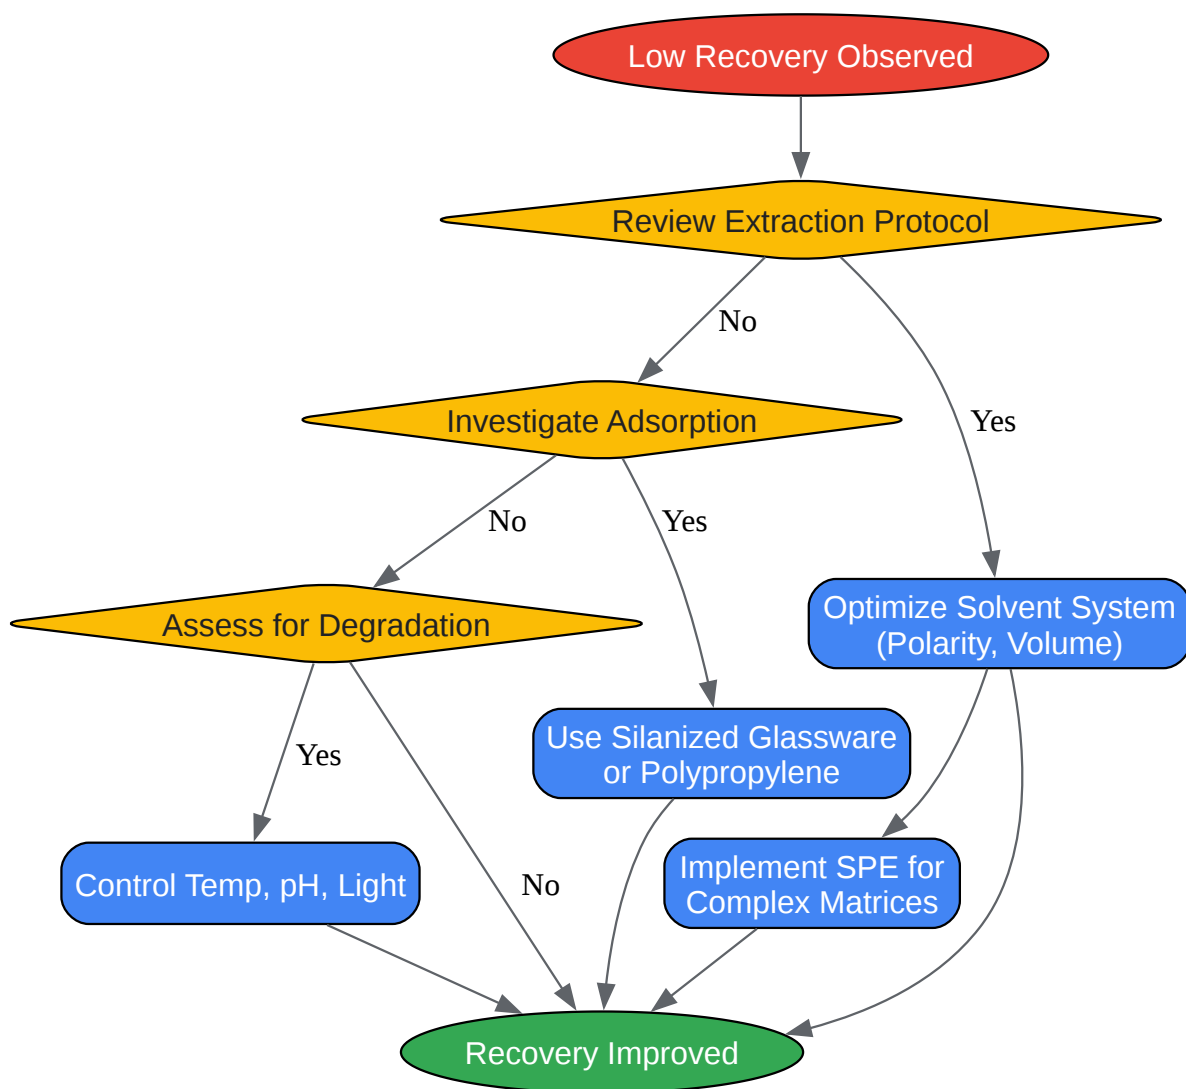 Low Recovery Observed
Review Extraction Protocol
No
Investigate Adsorption
Yes
No
Yes
Optimize Solvent System
(Polarity, Volume)
Assess for Degradation
Use Silanized Glassware
or Polypropylene
Yes
Implement SPE for
Complex Matrices
Control Temp, pH, Light
No
Recovery Improved